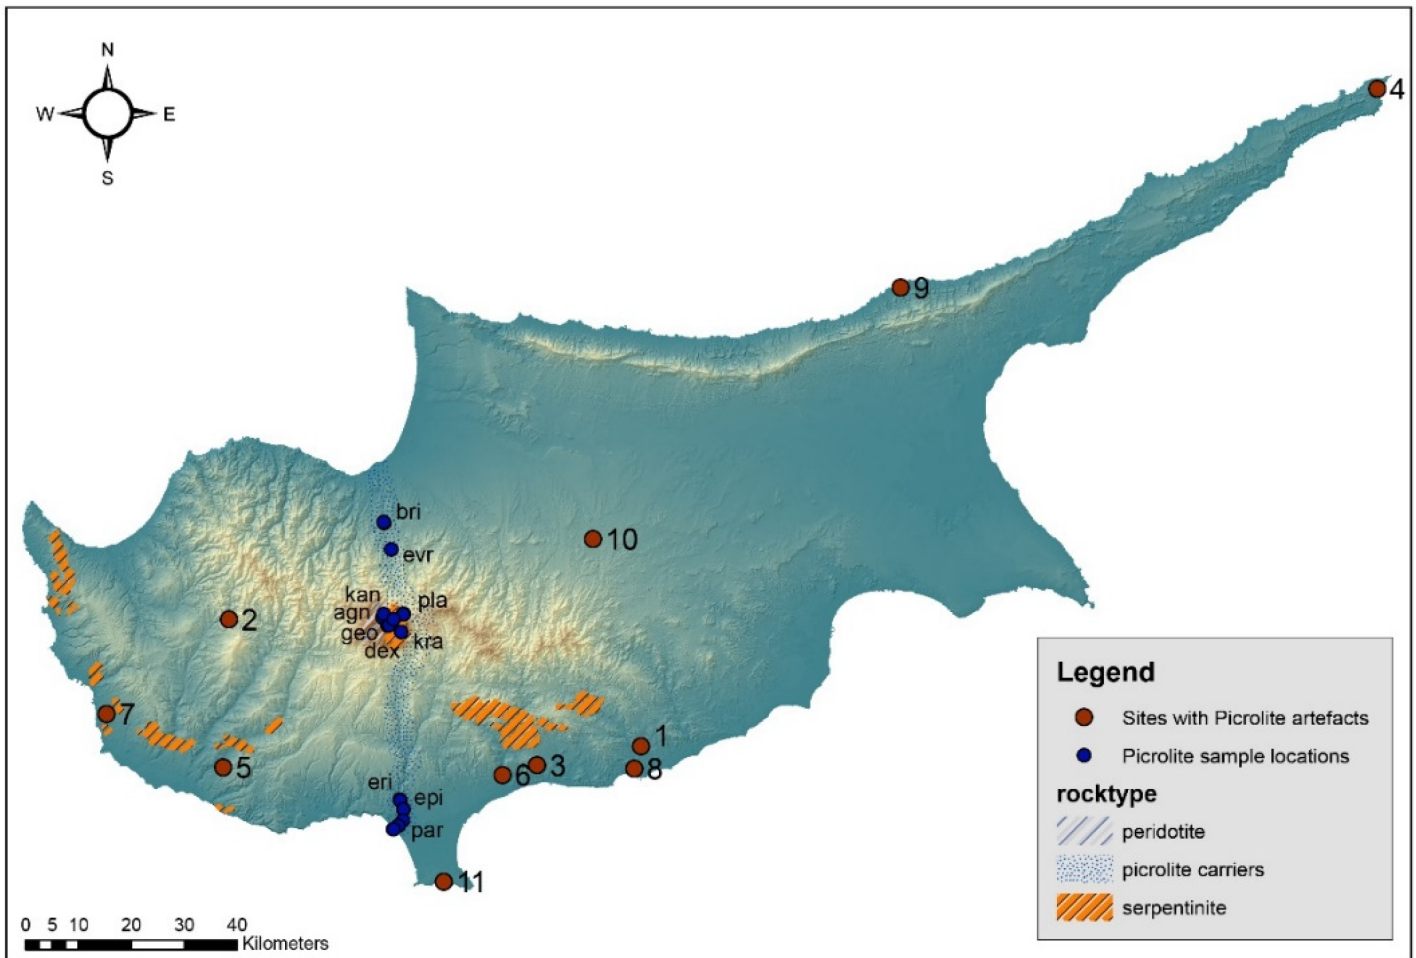 N
W E
S
4
9
bri
10
evr
kan
pla
agn
2
geo
kra
dex
7
1
5
3
8
6
eri
epi
par
11
Legend
Sites with Picrolite artefacts
Picrolite sample locations
rocktype
peridotite
picrolite carriers
serpentinite
0 5 10 20 30 40
Kilometers